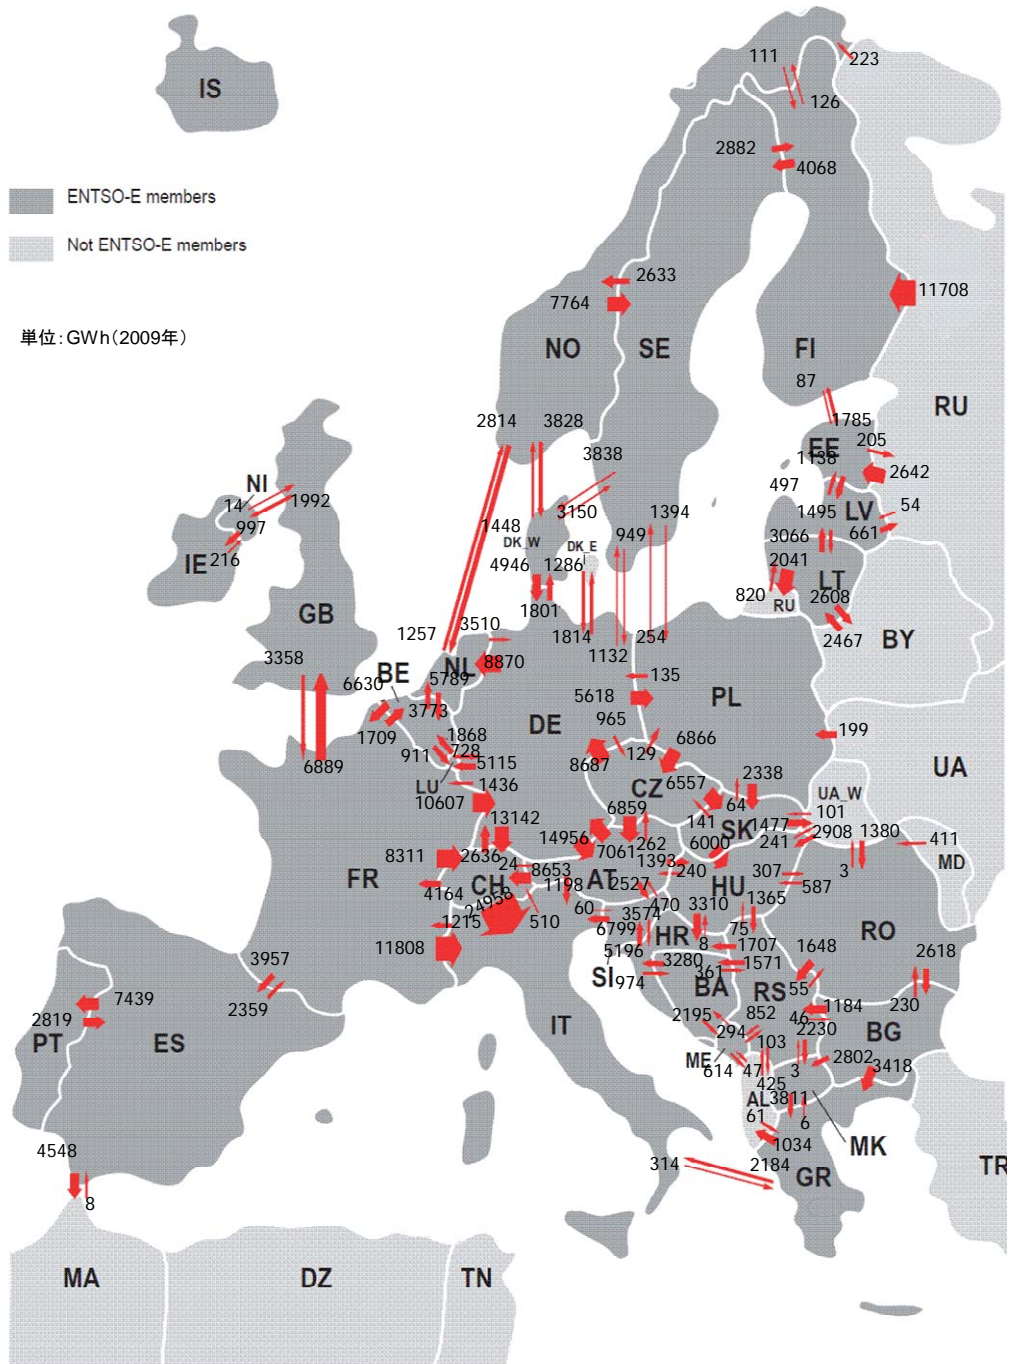 111
223
IS
126
2882
4068
ENTSO-E members
Not ENTSO-E members
2633
7764
11708
単位：GWh（2009年）
NO
SE
FI
87
RU
2814
3828
1785
205
3838
EE
1138
2642
497
NI
14
1992
1448
3150
1394
1495
LV
54
661
997
949
3066
DK_W
DK_E
216
IE
4946
1286
2041
LT
820
RU
2608
GB
1801
1257
3510
1814
254
2467
BY
1132
3358
BE
NL
8870
5789
135
6630
3773
5618
PL
1709
DE
965
199
1868
6866
911
728
129
6889
5115
8687
UA
LU
1436
6557
CZ
2338
UA_W
10607
64
101
13142
6859
141
SK
1477
2908
1380
411
14956
7061
262
6000
241
8311
2636
24
8653
1393
240
307
3
MD
FR
4164
CH
1198
AT
2527
HU
587
24958
510
60
470
3310
1365
1215
3574
6799
75
RO
11808
HR
8
1707
1648
2618
3957
5196
3280
361
1571
SI
974
BA
RS
55
2359
1184
230
7439
2195
852
46
2819
294
2230
BG
PT
ES
IT
103
ME
614
47
3
2802
3418
425
AL
3811
61
6
4548
1034
MK
314
2184
GR
TR
8
MA
DZ
TN